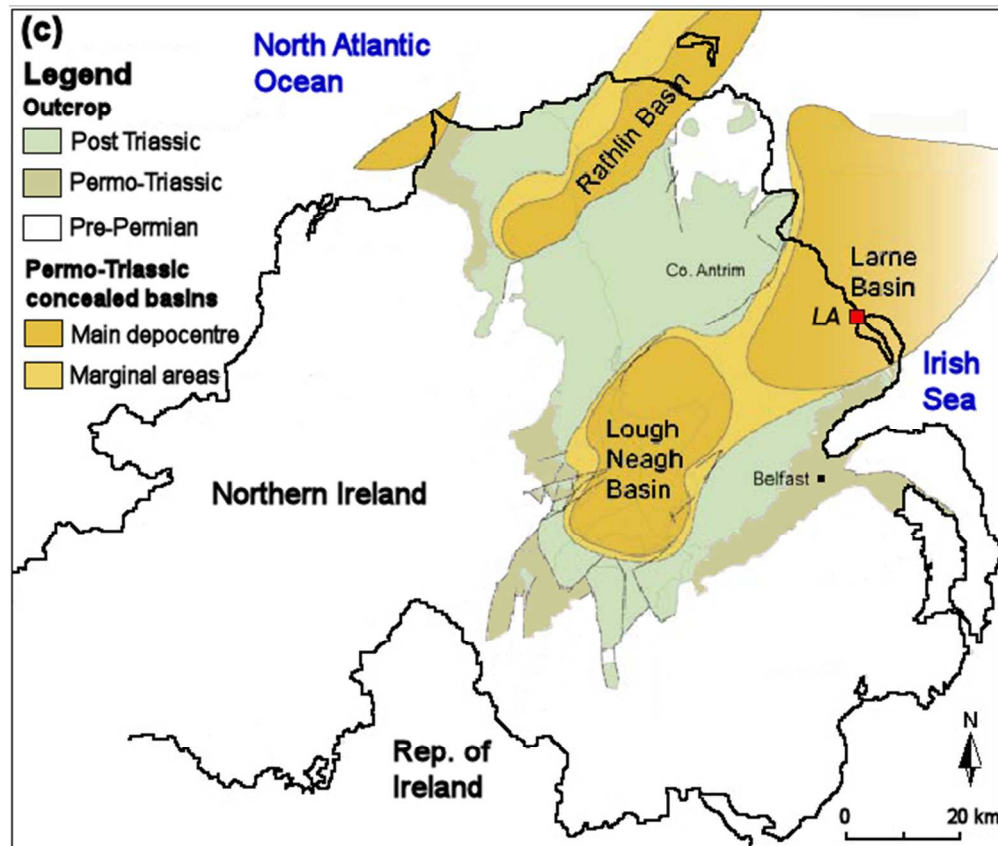 (c)
North Atlantic
Ocean
Legend
Outcrop
Post Triassic
Permo-Triassic
Pre-Permian
Permo-Triassic
concealed basins
Main depocentre
Marginal areas
Rathlin Basin
Co. Antrim
Larne
Basin
LA
Irish
Sea
Lough
Neagh
Basin
Belfast
Northern Ireland
Rep. of
Ireland
N
0 20 km